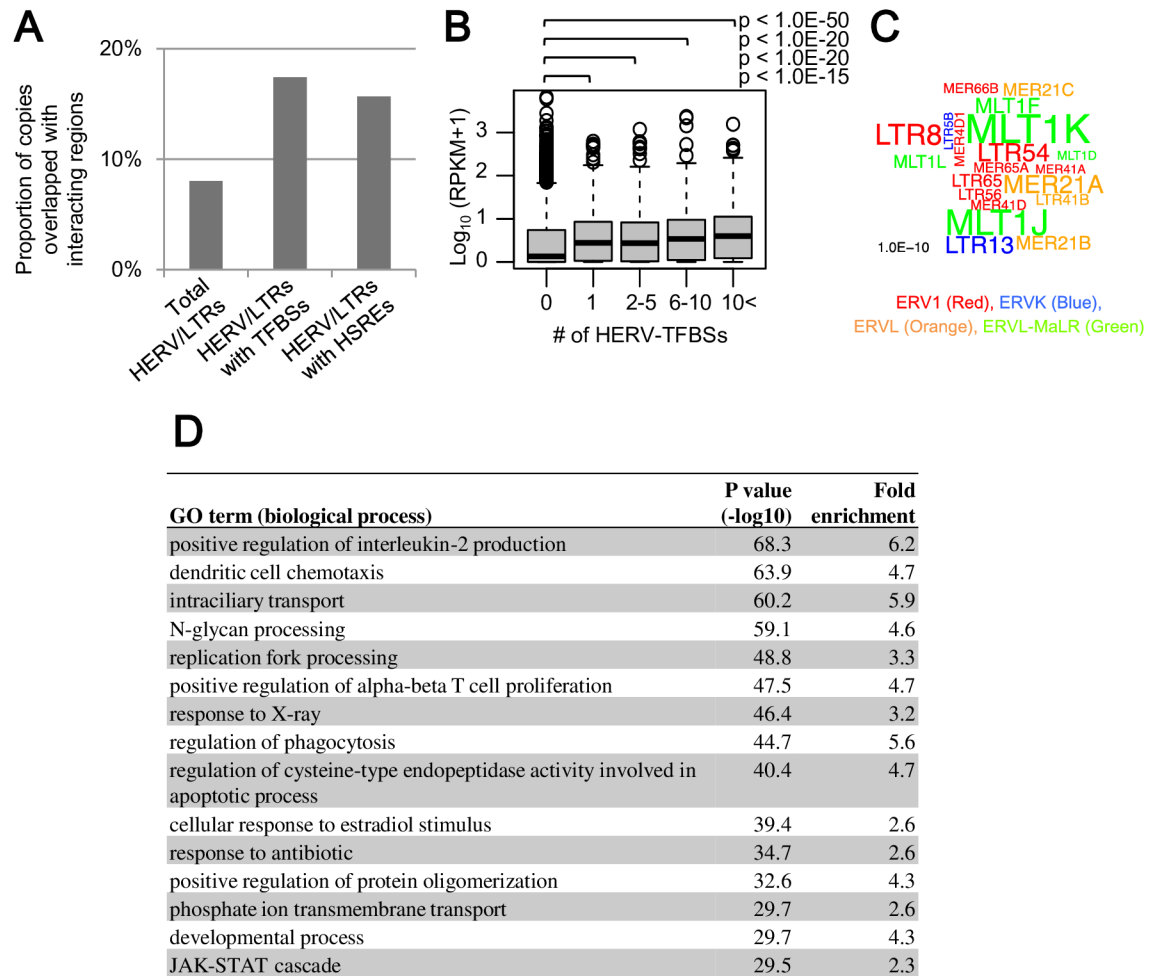 A
20%
10%
0%
Proportion of copies
overlapped with
interacting regions
Total
HERV/LTRs
HERV/LTRs
with TFBSs
HERV/LTRs
with HSREs
B
p < 1.0E-50
p < 1.0E-20
p < 1.0E-20
p < 1.0E-15
Log10 (RPKM+1)
3
2
1
0
0 1 2-5 6-10 10<
# of HERV-TFBSs
C
MER66B MER21C
MLT1F
LTR8 LTR5B MER4D1 MLT1K
MLT1L LTR54 MLT1D
MER65A MER41A
LTR65 MER21A
LTR56 LTR41B
MER41D
MLT1J
1.0E-10 LTR13 MER21B
ERV1 (Red), ERVK (Blue),
ERVL (Orange), ERVL-MaLR (Green)
D
GO term (biological process) P value (-log10) Fold enrichment
positive regulation of interleukin-2 production 68.3 6.2
dendritic cell chemotaxis 63.9 4.7
intraciliary transport 60.2 5.9
N-glycan processing 59.1 4.6
replication fork processing 48.8 3.3
positive regulation of alpha-beta T cell proliferation 47.5 4.7
response to X-ray 46.4 3.2
regulation of phagocytosis 44.7 5.6
regulation of cysteine-type endopeptidase activity involved in 40.4 4.7
apoptotic process
cellular response to estradiol stimulus 39.4 2.6
response to antibiotic 34.7 2.6
positive regulation of protein oligomerization 32.6 4.3
phosphate ion transmembrane transport 29.7 2.6
developmental process 29.7 4.3
JAK-STAT cascade 29.5 2.3